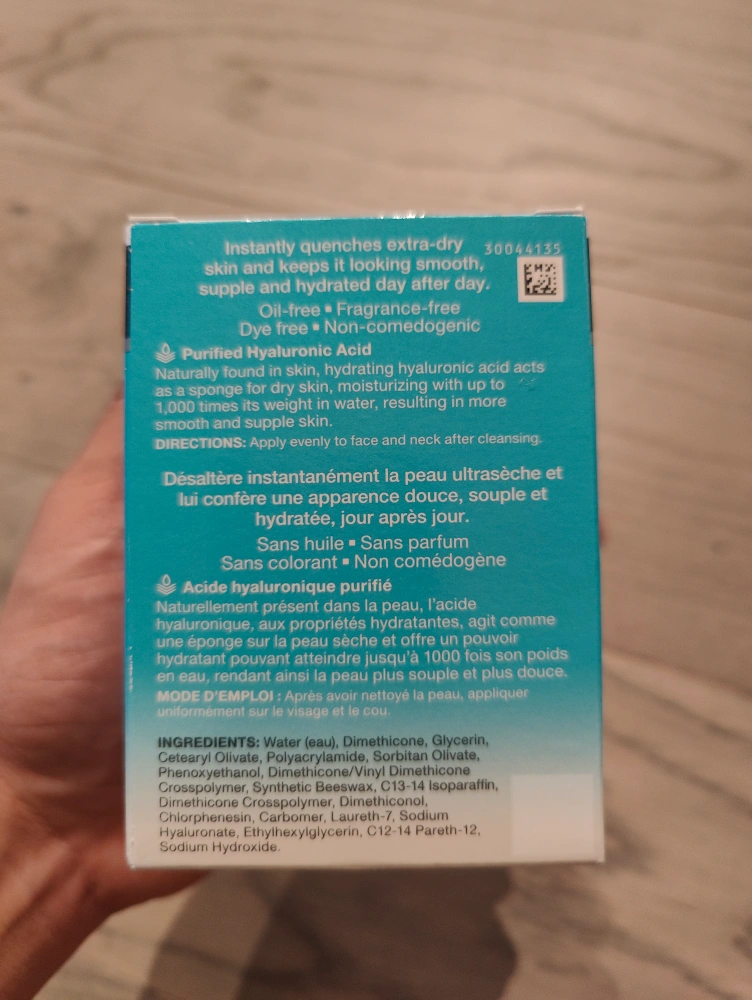 Instantly quenches extra-dry
30044135
skin and keeps it looking smooth,
supple and hydrated day after day.
Oil-free ▪ Fragrance-free
Dye free ▪ Non-comedogenic
Purified Hyaluronic Acid
Naturally found in skin, hydrating hyaluronic acid acts
as a sponge for dry skin, moisturizing with up to
1,000 times its weight in water, resulting in more
smooth and supple skin.
DIRECTIONS: Apply evenly to face and neck after cleansing.
Désaltère instantanément la peau ultrasèche et
lui confère une apparence douce, souple et
hydratée, jour après jour.
Sans huile ▪ Sans parfum
Sans colorant ▪ Non comédogène
Acide hyaluronique purifié
Naturellement présent dans la peau, l'acide
hyaluronique, aux propriétés hydratantes, agit comme
une éponge sur la peau sèche et offre un pouvoir
hydratant pouvant atteindre jusqu'à 1000 fois son poids
en eau, rendant ainsi la peau plus souple et plus douce.
MODE D'EMPLOI : Après avoir nettoyé la peau, appliquer
uniformément sur le visage et le cou.
INGREDIENTS: Water (eau), Dimethicone, Glycerin,
Cetearyl Olivate, Polyacrylamide, Sorbitan Olivate,
Phenoxyethanol, Dimethicone/Vinyl Dimethicone
Crosspolymer, Synthetic Beeswax, C13-14 Isoparaffin,
Dimethicone Crosspolymer, Dimethiconol,
Chlorphenesin, Carbomer, Laureth-7, Sodium
Hyaluronate, Ethylhexylglycerin, C12-14 Pareth-12,
Sodium Hydroxide.